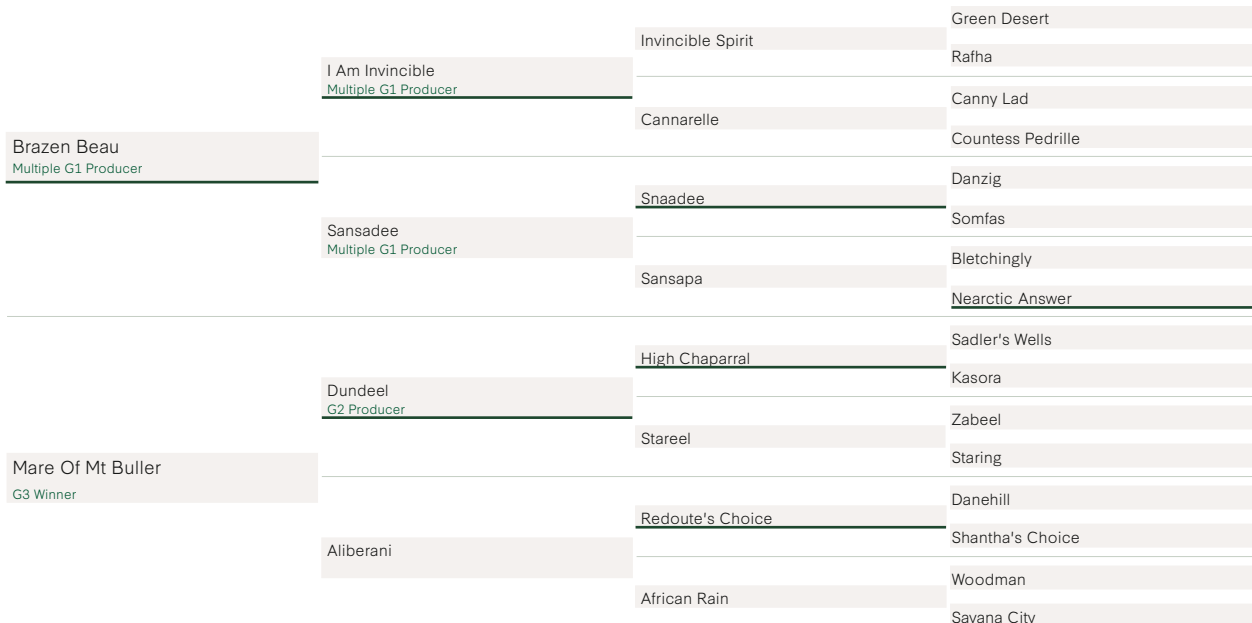 Brazen Beau
Multiple G1 Producer
Mare Of Mt Buller
G3 Winner
I Am Invincible
Multiple G1 Producer
Sansadee
Multiple G1 Producer
Dundeel
G2 Producer
Aliberani
Invincible Spirit
Cannarelle
Snaadee
Sansapa
High Chaparral
Stareel
Redoute's Choice
African Rain
Green Desert
Rafha
Canny Lad
Countess Pedrille
Danzig
Somfas
Bletchingly
Nearctic Answer
Sadler's Wells
Kasora
Zabeel
Staring
Danehill
Shantha's Choice
Woodman
Savana City